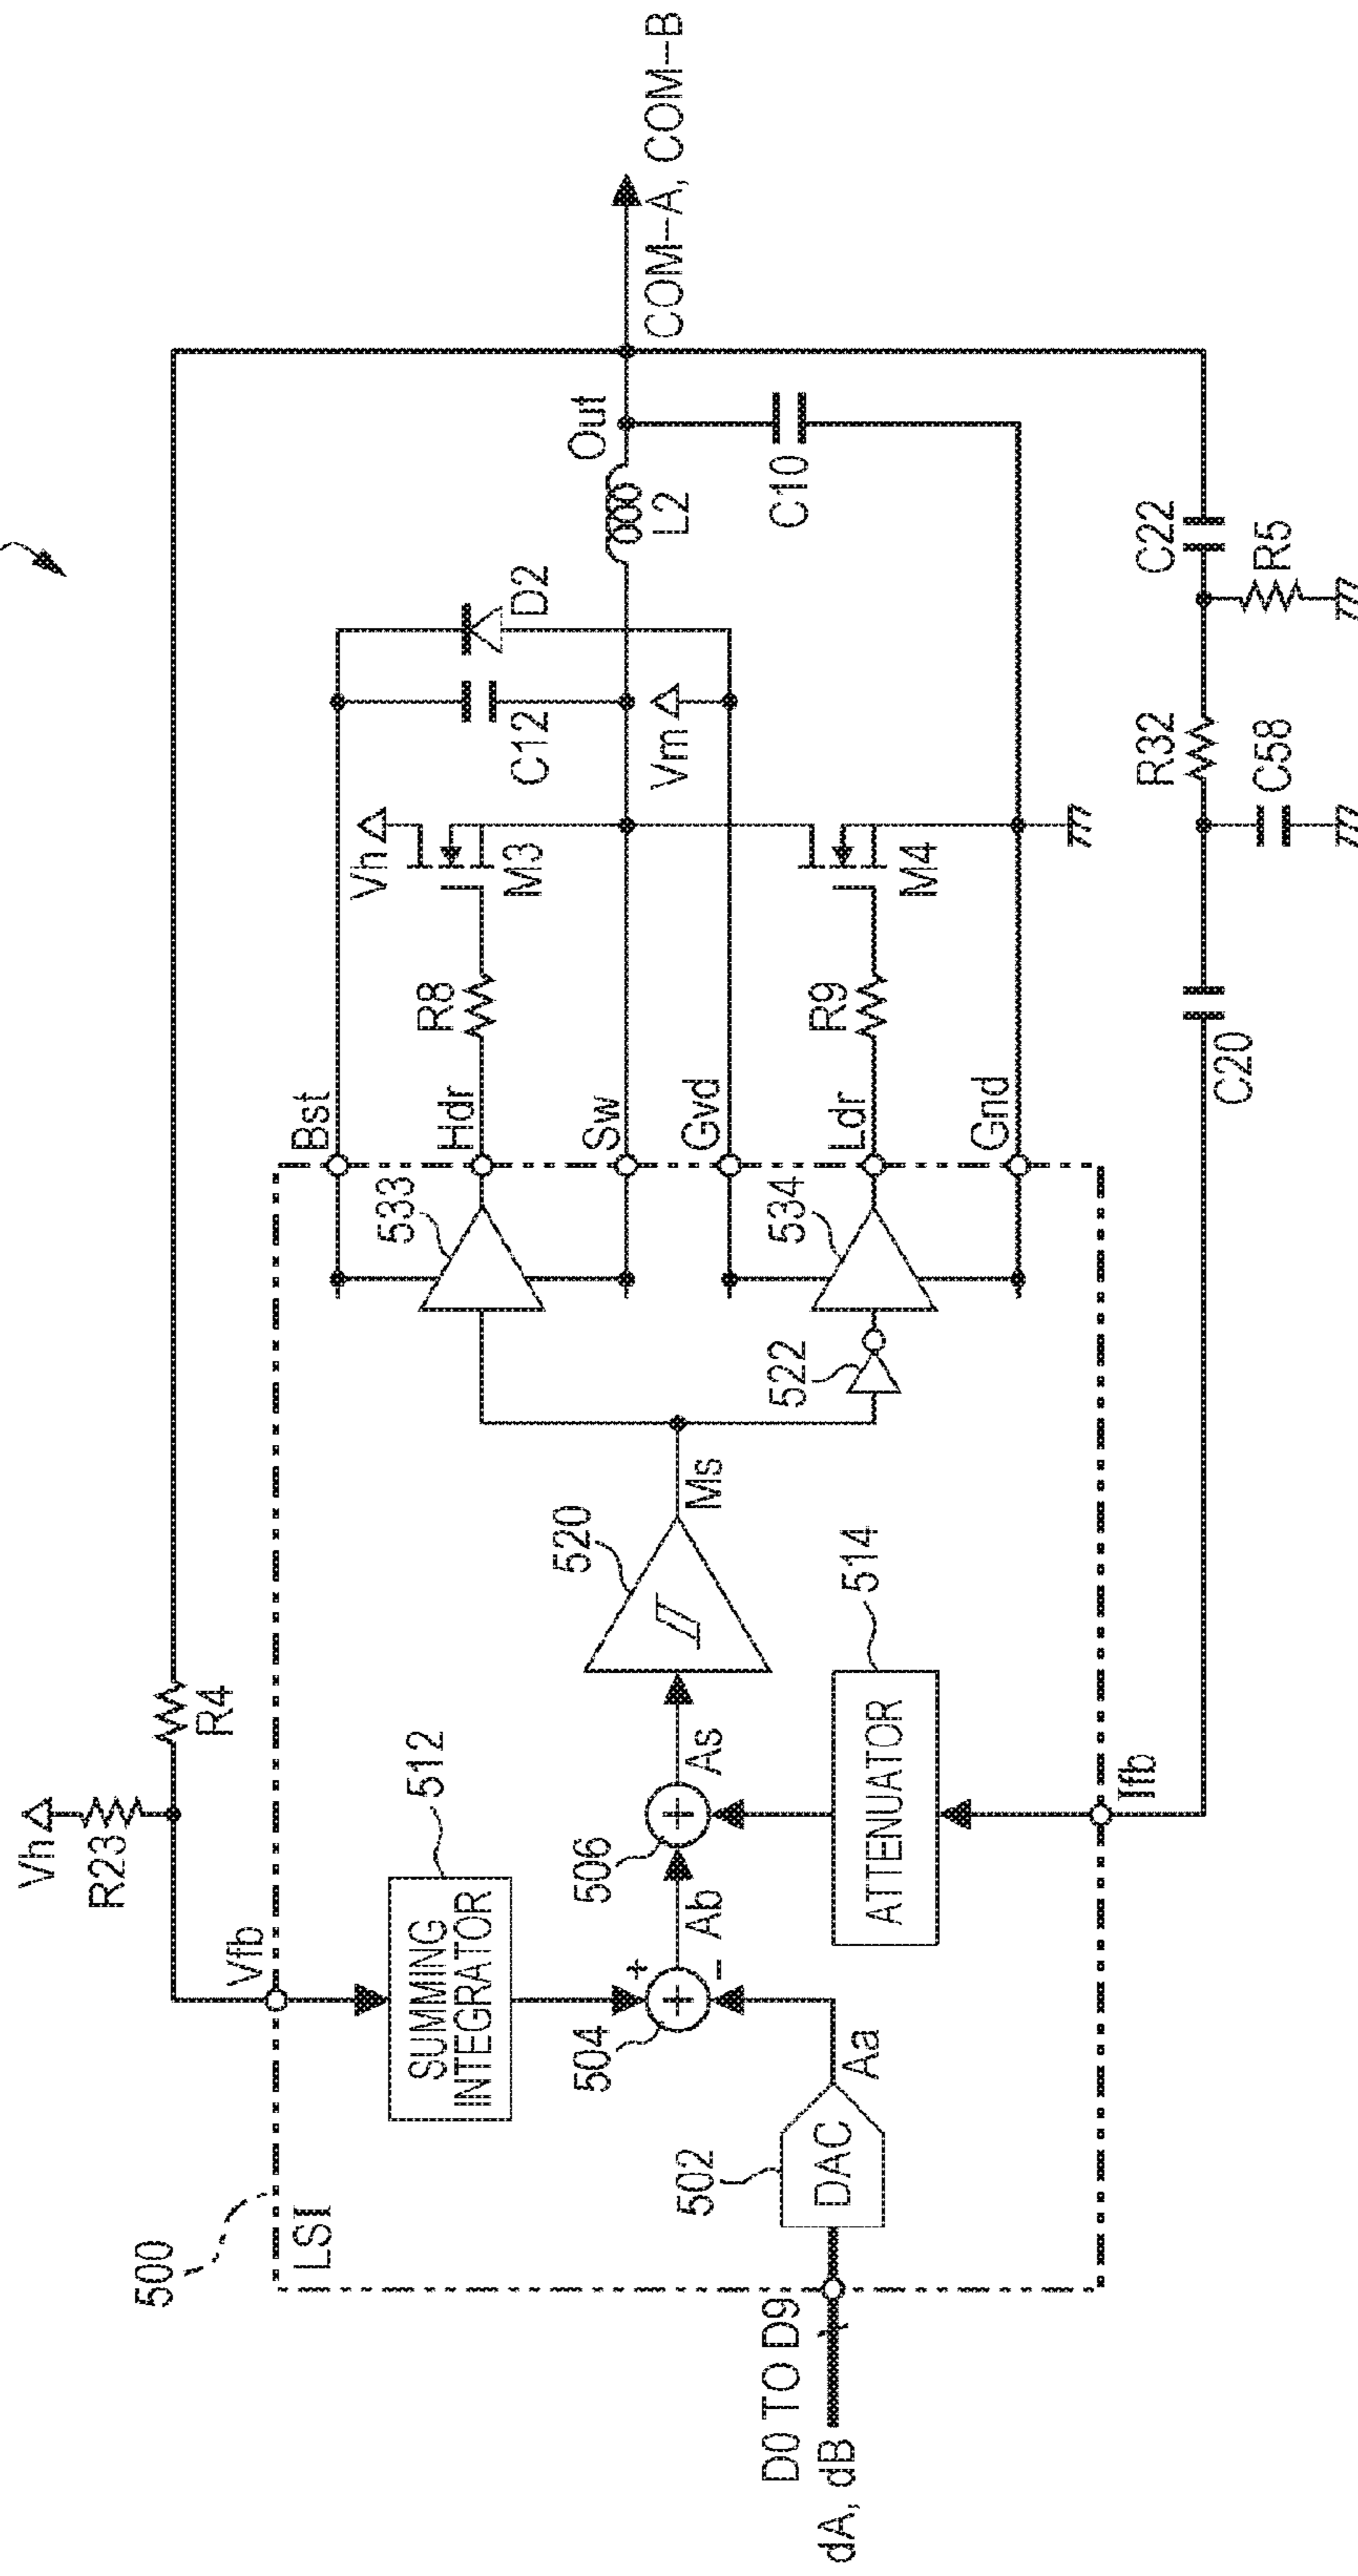 500
LSI
D0 TO D9
dA, dB
502
DAC
Aa
504
+
−
Ab
506
As
Vfb
SUMMING
INTEGRATOR
512
Vh
R23
R4
ATTENUATOR
514
Ifb
520
Ms
522
533
534
Bst
Hdr
Sw
Gvd
Ldr
Gnd
R8
R9
Vh
M3
M4
C12
D2
Vm
L2
Out
C10
COM-A, COM-B
C20
R32
C58
C22
R5